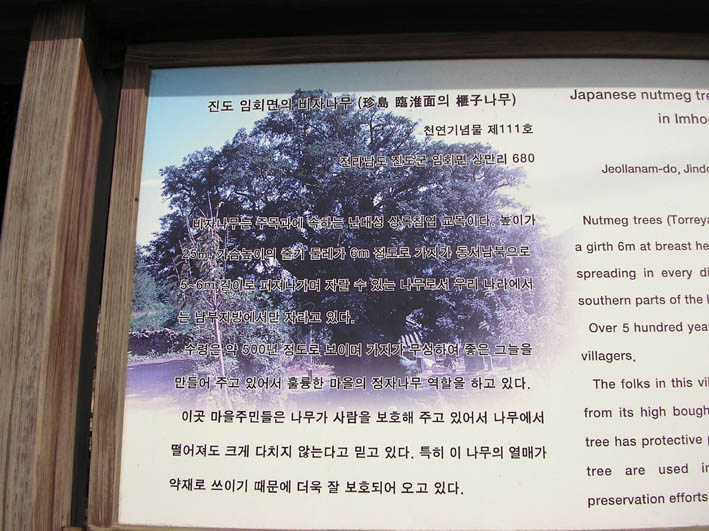 진도 임회면의 비자나무 (珍島 臨淮面의 榧子나무)
천연기념물 제111호
전라남도 진도군 임회면 상만리 680
비자나무는 주목과에 속하는 난대성 상록침엽 교목이다. 높이가
25m, 가슴높이의 줄기 둘레가 6m 정도로 가지가 동서남북으로
5~6m 길이로 퍼져나가며 자랄 수 있는 나무로서 우리 나라에서
는 남부지방에서만 자라고 있다.
수령은 약 500년 정도로 보이며 가지가 무성하여 좋은 그늘을
만들어 주고 있어서 훌륭한 마을의 정자나무 역할을 하고 있다.
이곳 마을주민들은 나무가 사람을 보호해 주고 있어서 나무에서
떨어져도 크게 다치지 않는다고 믿고 있다. 특히 이 나무의 열매가
약재로 쓰이기 때문에 더욱 잘 보호되어 오고 있다.
Japanese nutmeg tre
in Imho
Jeollanam-do, Jindo
Nutmeg trees (Torreya
a girth 6m at breast he
spreading in every di
southern parts of the
Over 5 hundred year
villagers.
The folks in this vil
from its high bough
tree has protective
tree are used in
preservation efforts